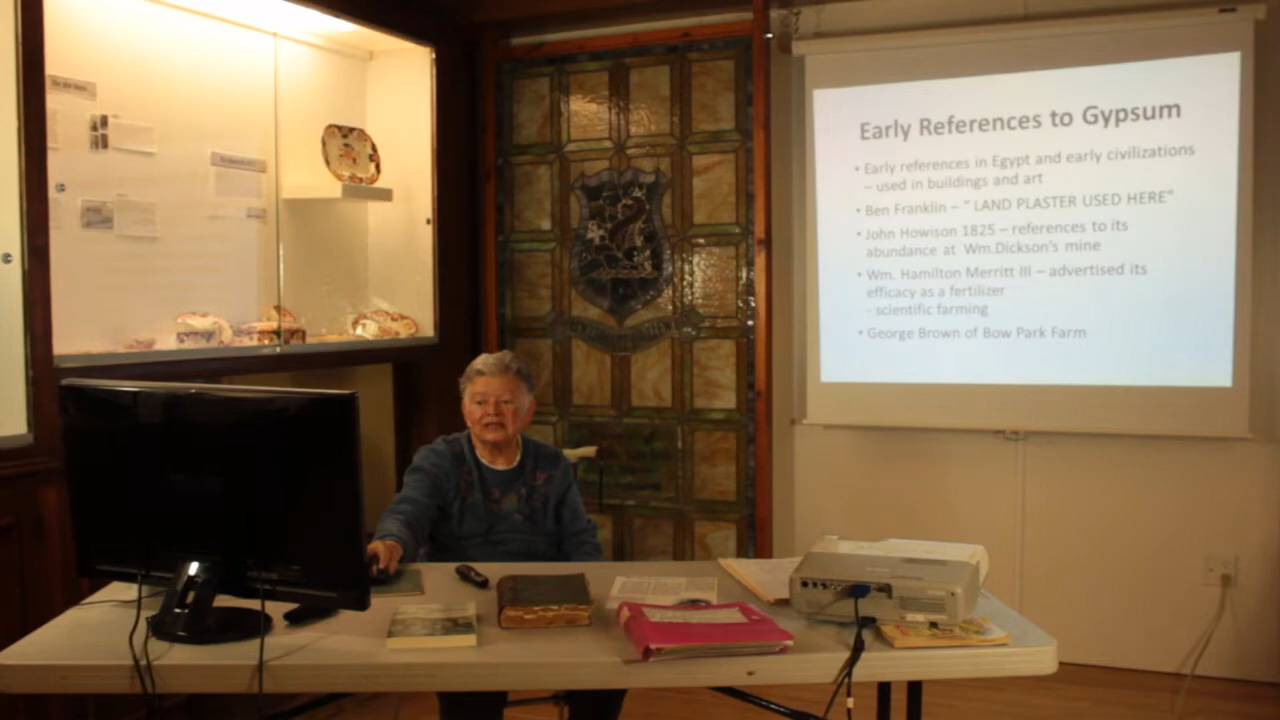 Early References to Gypsum
• Early references in Egypt and early civilizations
– used in buildings and art
• Ben Franklin – " LAND PLASTER USED HERE"
• John Howison 1825 – references to its
abundance at Wm.Dickson's mine
• Wm. Hamilton Merritt III – advertised its
efficacy as a fertilizer
- scientific farming
• George Brown of Bow Park Farm